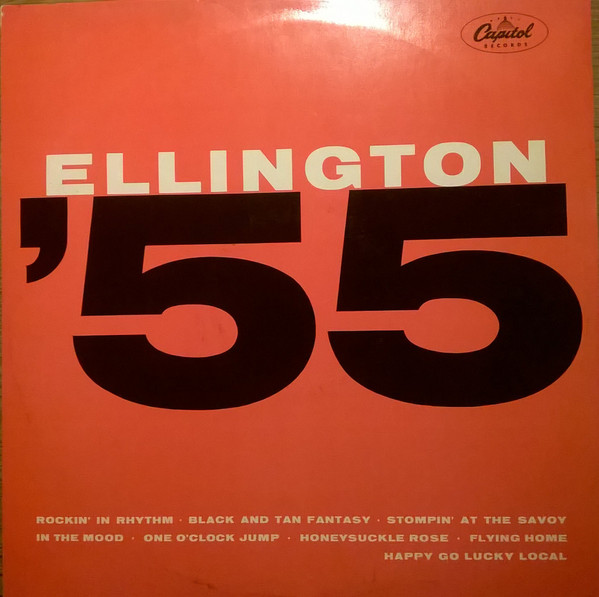 Capitol
RECORDS
ELLINGTON
'55
ROCKIN' IN RHYTHM · BLACK AND TAN FANTASY · STOMPIN' AT THE SAVOY
IN THE MOOD · ONE O'CLOCK JUMP · HONEYSUCKLE ROSE · FLYING HOME
HAPPY GO LUCKY LOCAL